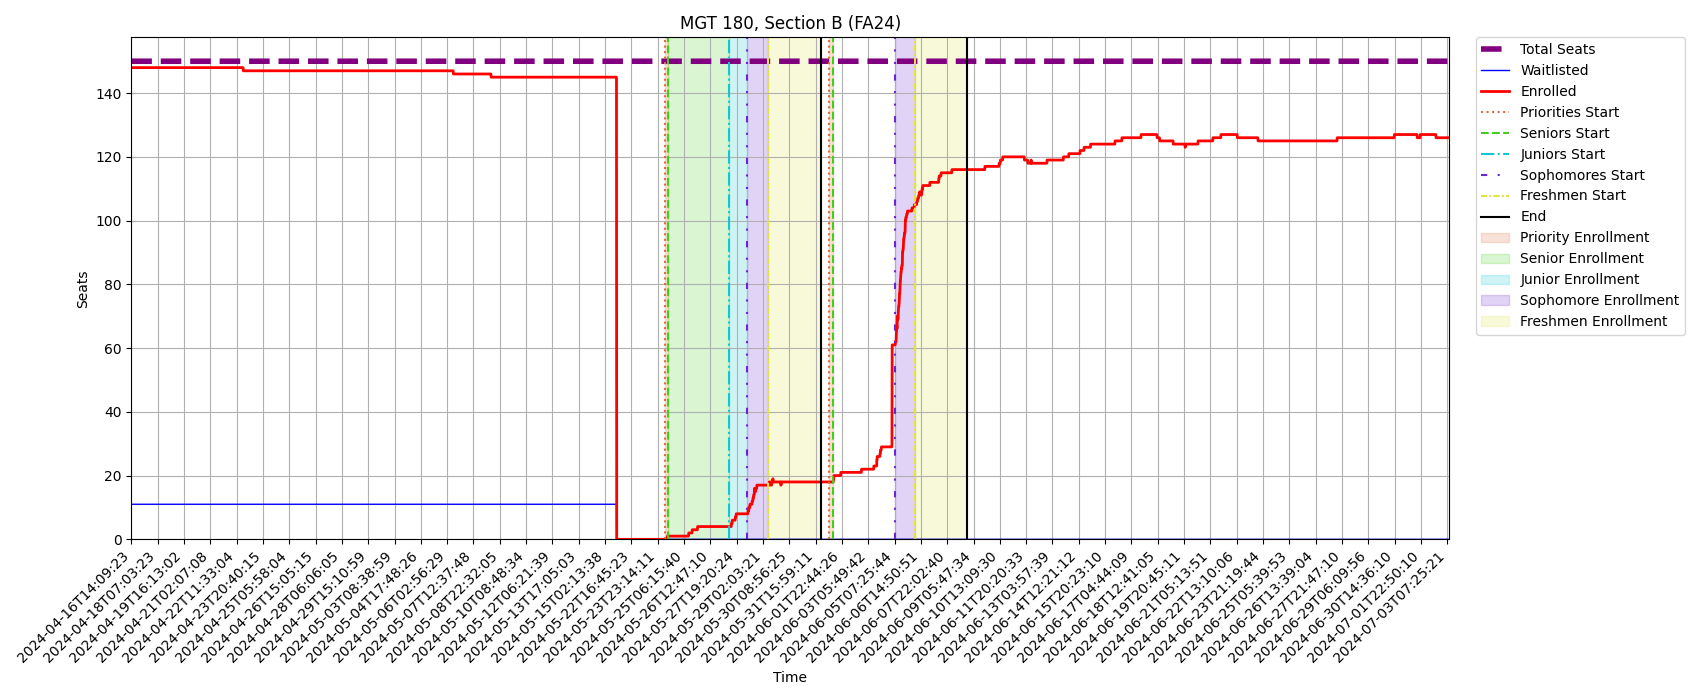 MGT 180, Section B (FA24)
Total Seats
Waitlisted
Enrolled
Priorities Start
Seniors Start
Juniors Start
Sophomores Start
Freshmen Start
End
Priority Enrollment
Senior Enrollment
Junior Enrollment
Sophomore Enrollment
Freshmen Enrollment
Seats
140
120
100
80
60
40
20
0
2024-04-16T14:09:23
2024-04-18T07:03:23
2024-04-19T16:13:02
2024-04-21T02:07:08
2024-04-22T11:33:04
2024-04-23T20:40:15
2024-04-25T05:58:04
2024-04-26T15:05:15
2024-04-28T06:06:05
2024-04-29T15:10:59
2024-05-03T08:38:59
2024-05-04T17:48:26
2024-05-06T02:56:29
2024-05-07T12:37:48
2024-05-08T22:32:05
2024-05-10T08:48:34
2024-05-12T06:21:39
2024-05-13T17:05:03
2024-05-15T02:13:38
2024-05-22T16:45:23
2024-05-23T23:14:11
2024-05-25T06:15:40
2024-05-26T12:47:10
2024-05-27T19:20:24
2024-05-29T02:03:21
2024-05-30T08:56:25
2024-05-31T15:59:11
2024-06-01T22:44:26
2024-06-03T05:49:42
2024-06-05T07:25:44
2024-06-06T14:50:51
2024-06-07T22:02:40
2024-06-09T05:47:34
2024-06-10T13:09:30
2024-06-11T20:20:33
2024-06-13T03:57:39
2024-06-14T12:21:12
2024-06-15T20:23:10
2024-06-17T04:44:09
2024-06-18T12:41:05
2024-06-19T20:45:11
2024-06-21T05:13:51
2024-06-22T13:10:06
2024-06-23T21:19:44
2024-06-25T05:39:53
2024-06-26T13:39:04
2024-06-27T21:47:10
2024-06-29T06:09:56
2024-06-30T14:36:10
2024-07-01T22:50:10
2024-07-03T07:25:21
Time